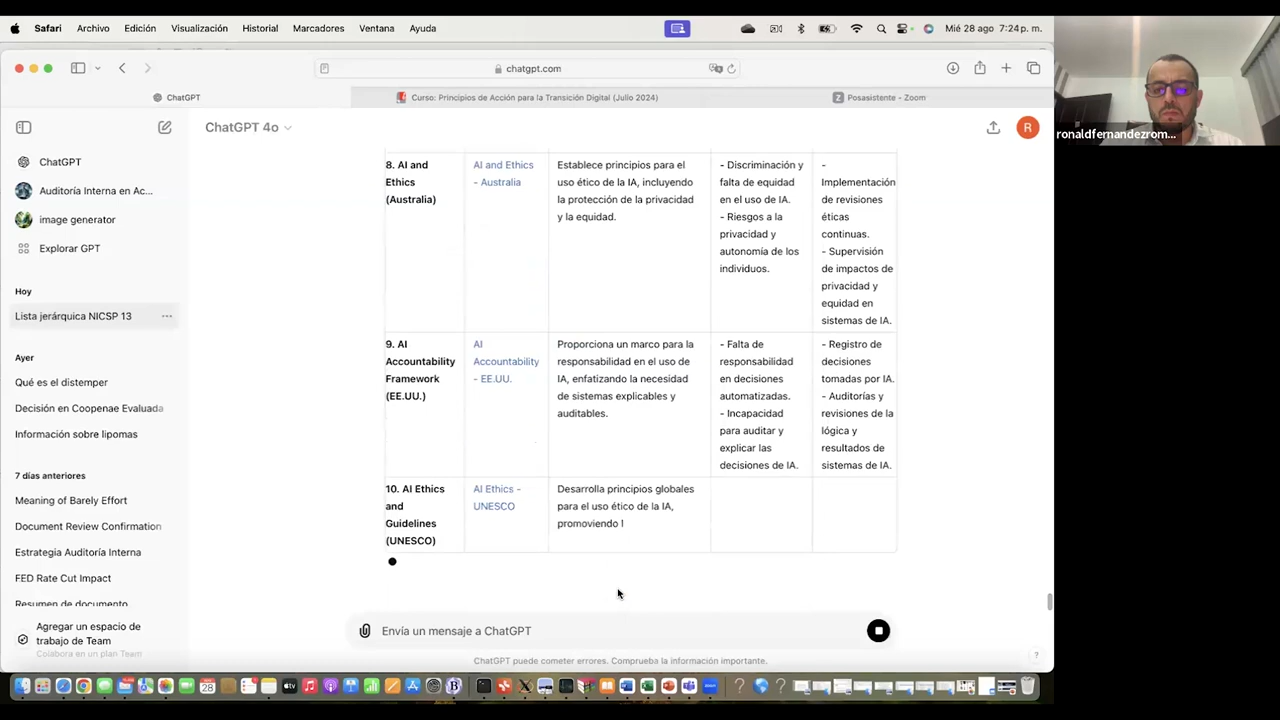 Safari Archivo Edición Visualización Historial Marcadores Ventana Ayuda Mié 28 ago 7:24 p. m.
chatgpt.com
ChatGPT
Curso: Principios de Acción para la Transición Digital (Julio 2024)
Posasistente - Zoom
ronaldfernandezrom...
ChatGPT 4o
R
ChatGPT
Auditoría Interna en Ac...
image generator
Explorar GPT
Hoy
Lista jerárquica NICSP 13
Ayer
Qué es el distemper
Decisión en Coopenae Evaluada
Información sobre lipomas
7 días anteriores
Meaning of Barely Effort
Document Review Confirmation
Estrategia Auditoría Interna
FED Rate Cut Impact
Resumen de documento
Agregar un espacio de
trabajo de Team
Colabora en un plan Team
8. AI and
Ethics
(Australia)
AI and Ethics
- Australia
Establece principios para el
uso ético de la IA, incluyendo
la protección de la privacidad
y la equidad.
- Discriminación y
falta de equidad
en el uso de IA.
- Riesgos a la
privacidad y
autonomía de los
individuos.
-
Implementación
de revisiones
éticas
continuas.
- Supervisión
de impactos de
privacidad y
equidad en
sistemas de IA.
9. AI
Accountability
Framework
(EE.UU.)
AI
Accountability
- EE.UU.
Proporciona un marco para la
responsabilidad en el uso de
IA, enfatizando la necesidad
de sistemas explicables y
auditables.
- Falta de
responsabilidad
en decisiones
automatizadas.
- Incapacidad
para auditar y
explicar las
decisiones de IA.
- Registro de
decisiones
tomadas por IA.
- Auditorías y
revisiones de la
lógica y
resultados de
sistemas de IA.
10. AI Ethics
and
Guidelines
(UNESCO)
AI Ethics -
UNESCO
Desarrolla principios globales
para el uso ético de la IA,
promoviendo l
Envía un mensaje a ChatGPT
ChatGPT puede cometer errores. Comprueba la información importante.
?